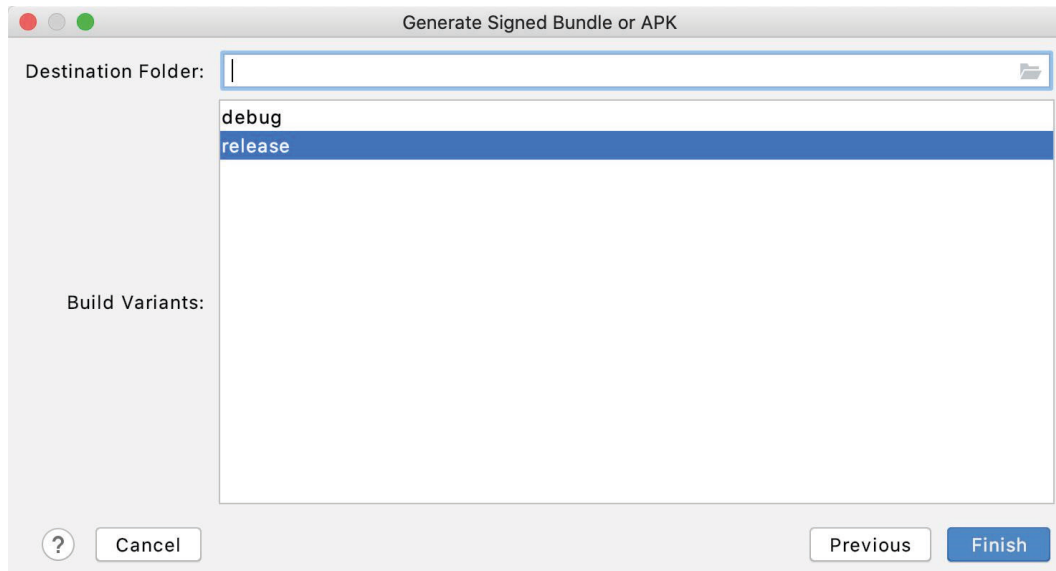 Generate Signed Bundle or APK
Destination Folder:
debug
release
Build Variants:
?
Cancel
Previous
Finish